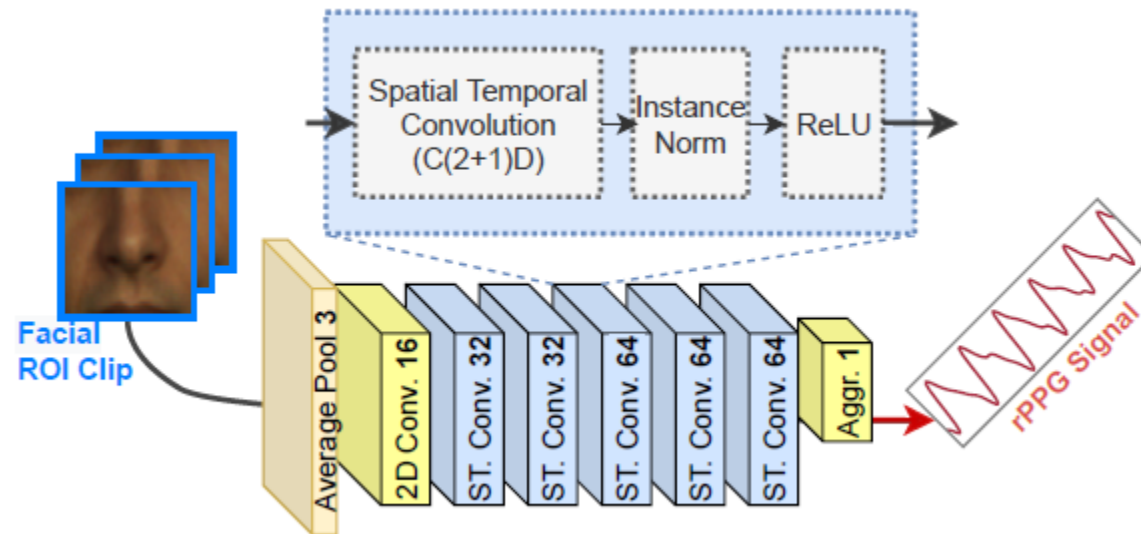 Spatial Temporal
Convolution
(C(2+1)D)
Instance
Norm
ReLU
Facial
ROI Clip
Average Pool 3
2D Conv. 16
ST. Conv. 32
ST. Conv. 32
ST. Conv. 64
ST. Conv. 64
ST. Conv. 64
Aggr. 1
rPPG Signal